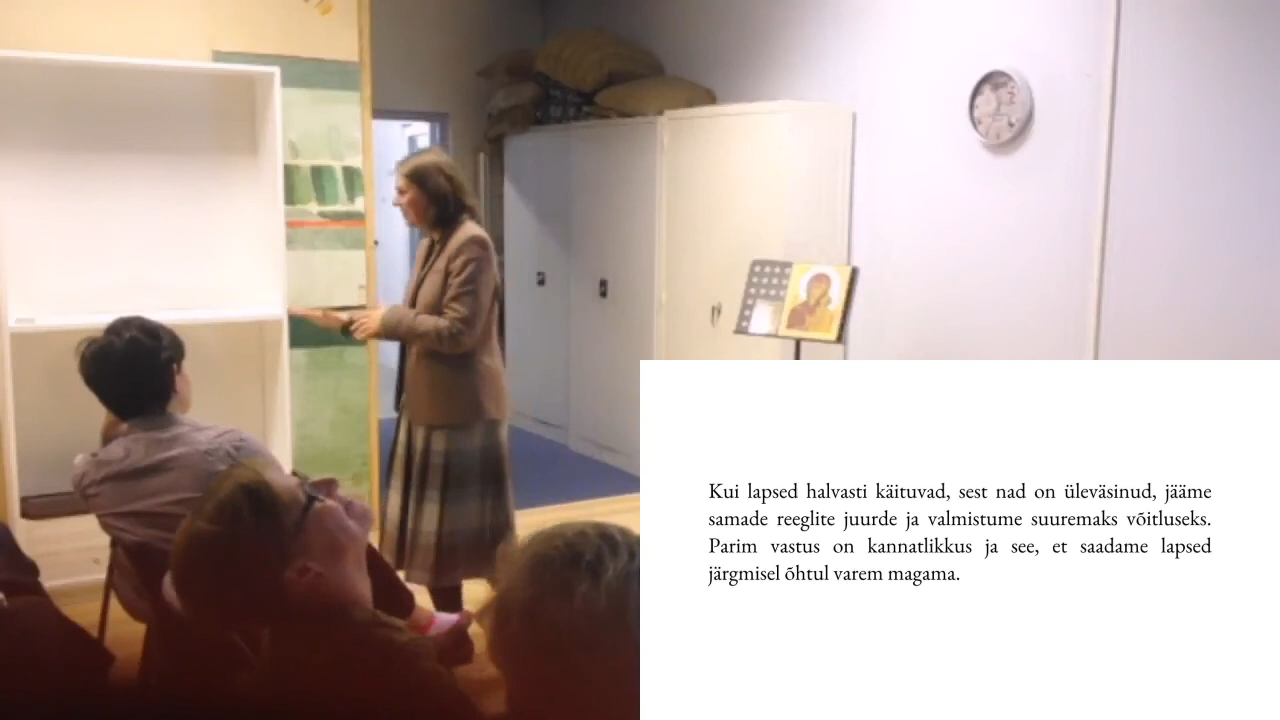 Kui lapsed halvasti käituvad, sest nad on üleväsinud, jääme
samade reeglite juurde ja valmistume suuremaks võitluseks.
Parim vastus on kannatlikkus ja see, et saadame lapsed
järgmisel õhtul varem magama.